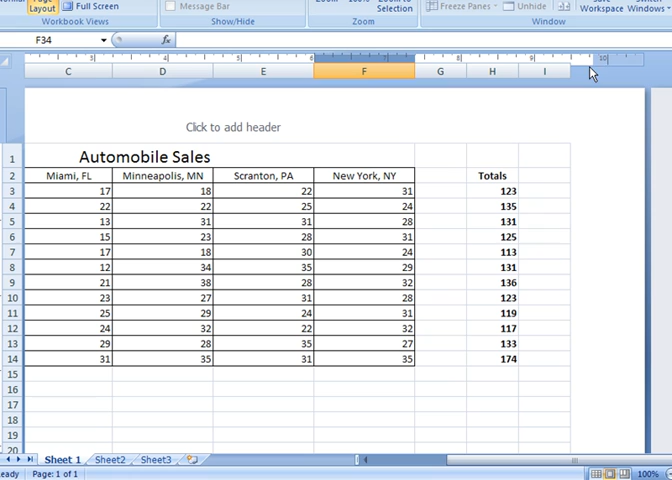 Page Layout
Full Screen
Workbook Views
Message Bar
Show/Hide
Zoom to Selection
Zoom
Freeze Panes
Unhide
Window
Save Workspace
Switch Windows
F34
fx
C D E F G H I
Click to add header
1 Automobile Sales
2 Miami, FL Minneapolis, MN Scranton, PA New York, NY Totals
3 17 18 22 31 123
4 22 22 25 24 135
5 13 31 31 28 131
6 15 23 28 31 125
7 17 18 30 24 113
8 12 34 35 29 131
9 21 38 28 32 136
10 23 27 31 28 123
11 25 29 24 31 119
12 24 32 22 32 117
13 29 28 35 27 133
14 31 35 31 35 174
15
16
17
18
19
20
Sheet 1 Sheet2 Sheet3
Page: 1 of 1
100%